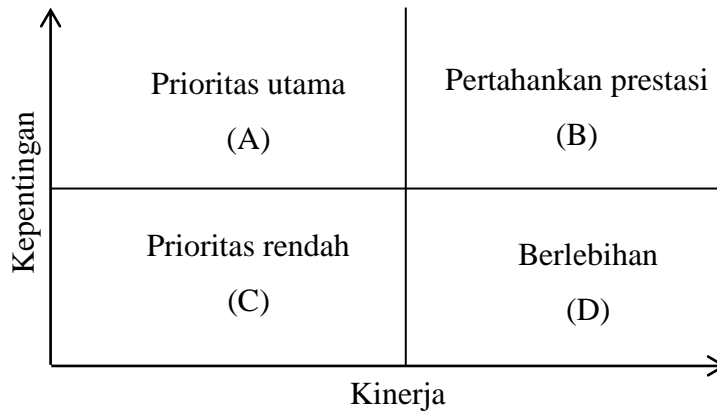 Kepentingan
Prioritas utama
(A)
Pertahankan prestasi
(B)
Prioritas rendah
(C)
Berlebihan
(D)
Kinerja